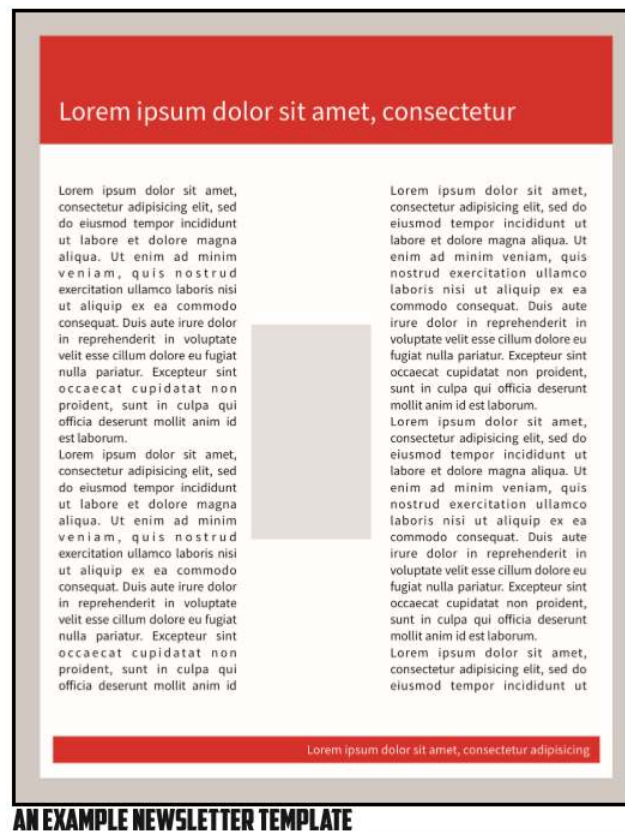 Lorem ipsum dolor sit amet, consectetur
Lorem ipsum dolor sit amet,
consectetur adipisicing elit, sed
do eiusmod tempor incididunt
ut labore et dolore magna
aliqua. Ut enim ad minim
veniam, quis nostrud
exercitation ullamco laboris nisi
ut aliquip ex ea commodo
consequat. Duis aute irure dolor
in reprehenderit in voluptate
velit esse cillum dolore eu fugiat
nulla pariatur. Excepteur sint
occaecat cupidatat non
proident, sunt in culpa qui
officia deserunt mollit anim id
est laborum.
Lorem ipsum dolor sit amet,
consectetur adipisicing elit, sed
do eiusmod tempor incididunt
ut labore et dolore magna
aliqua. Ut enim ad minim
veniam, quis nostrud
exercitation ullamco laboris nisi
ut aliquip ex ea commodo
consequat. Duis aute irure dolor
in reprehenderit in voluptate
velit esse cillum dolore eu fugiat
nulla pariatur. Excepteur sint
occaecat cupidatat non
proident, sunt in culpa qui
officia deserunt mollit anim id
Lorem ipsum dolor sit amet,
consectetur adipisicing elit, sed do
eiusmod tempor incididunt ut
labore et dolore magna aliqua. Ut
enim ad minim veniam, quis
nostrud exercitation ullamco
laboris nisi ut aliquip ex ea
commodo consequat. Duis aute
irure dolor in reprehenderit in
voluptate velit esse cillum dolore eu
fugiat nulla pariatur. Excepteur sint
occaecat cupidatat non proident,
sunt in culpa qui officia deserunt
mollit anim id est laborum.
Lorem ipsum dolor sit amet,
consectetur adipisicing elit, sed do
eiusmod tempor incididunt ut
labore et dolore magna aliqua. Ut
enim ad minim veniam, quis
nostrud exercitation ullamco
laboris nisi ut aliquip ex ea
commodo consequat. Duis aute
irure dolor in reprehenderit in
voluptate velit esse cillum dolore eu
fugiat nulla pariatur. Excepteur sint
occaecat cupidatat non proident,
sunt in culpa qui officia deserunt
mollit anim id est laborum.
Lorem ipsum dolor sit amet,
consectetur adipisicing elit, sed do
eiusmod tempor incididunt ut
Lorem ipsum dolor sit amet, consectetur adipisicing
AN EXAMPLE NEWSLETTER TEMPLATE